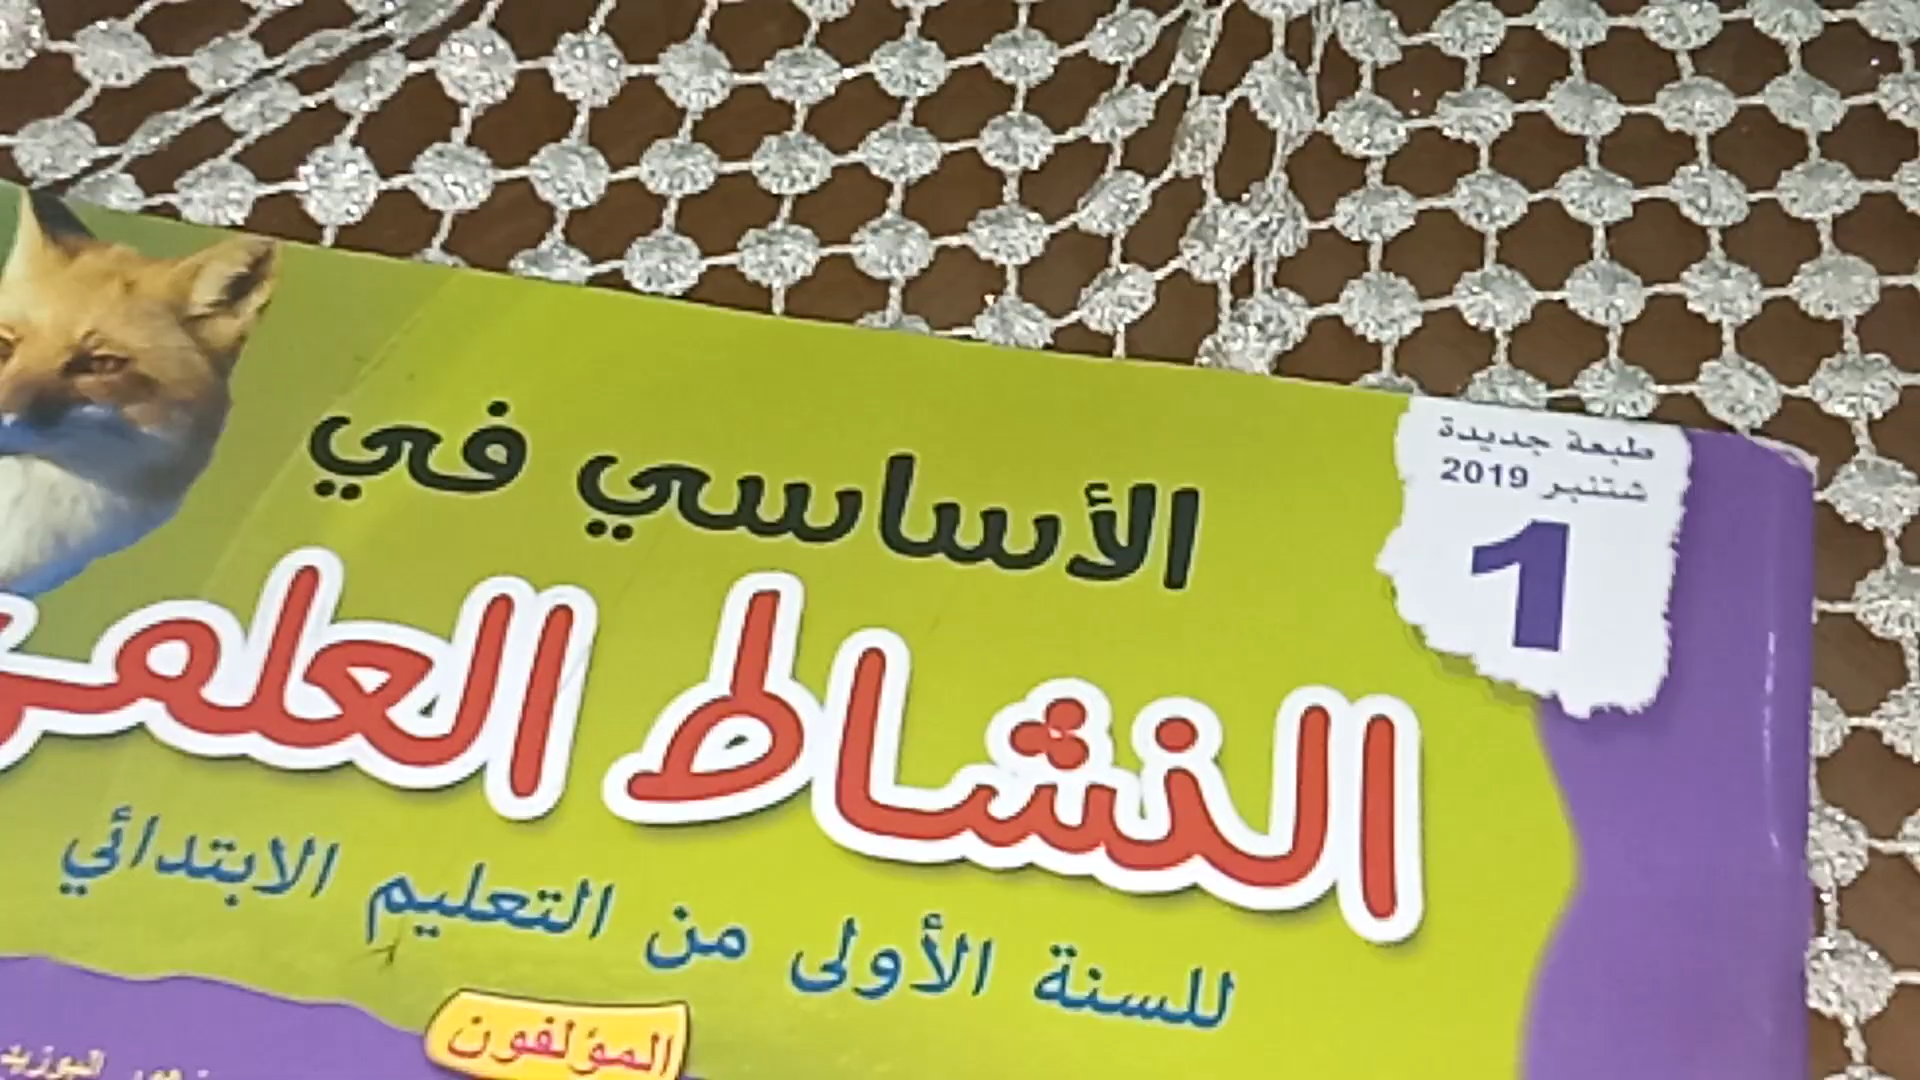 طبعة جديدة
شتنبر 2019
1
الأساسي في
النشاط
للسنة الأولى من التعليم الابتدائي
المؤلفون